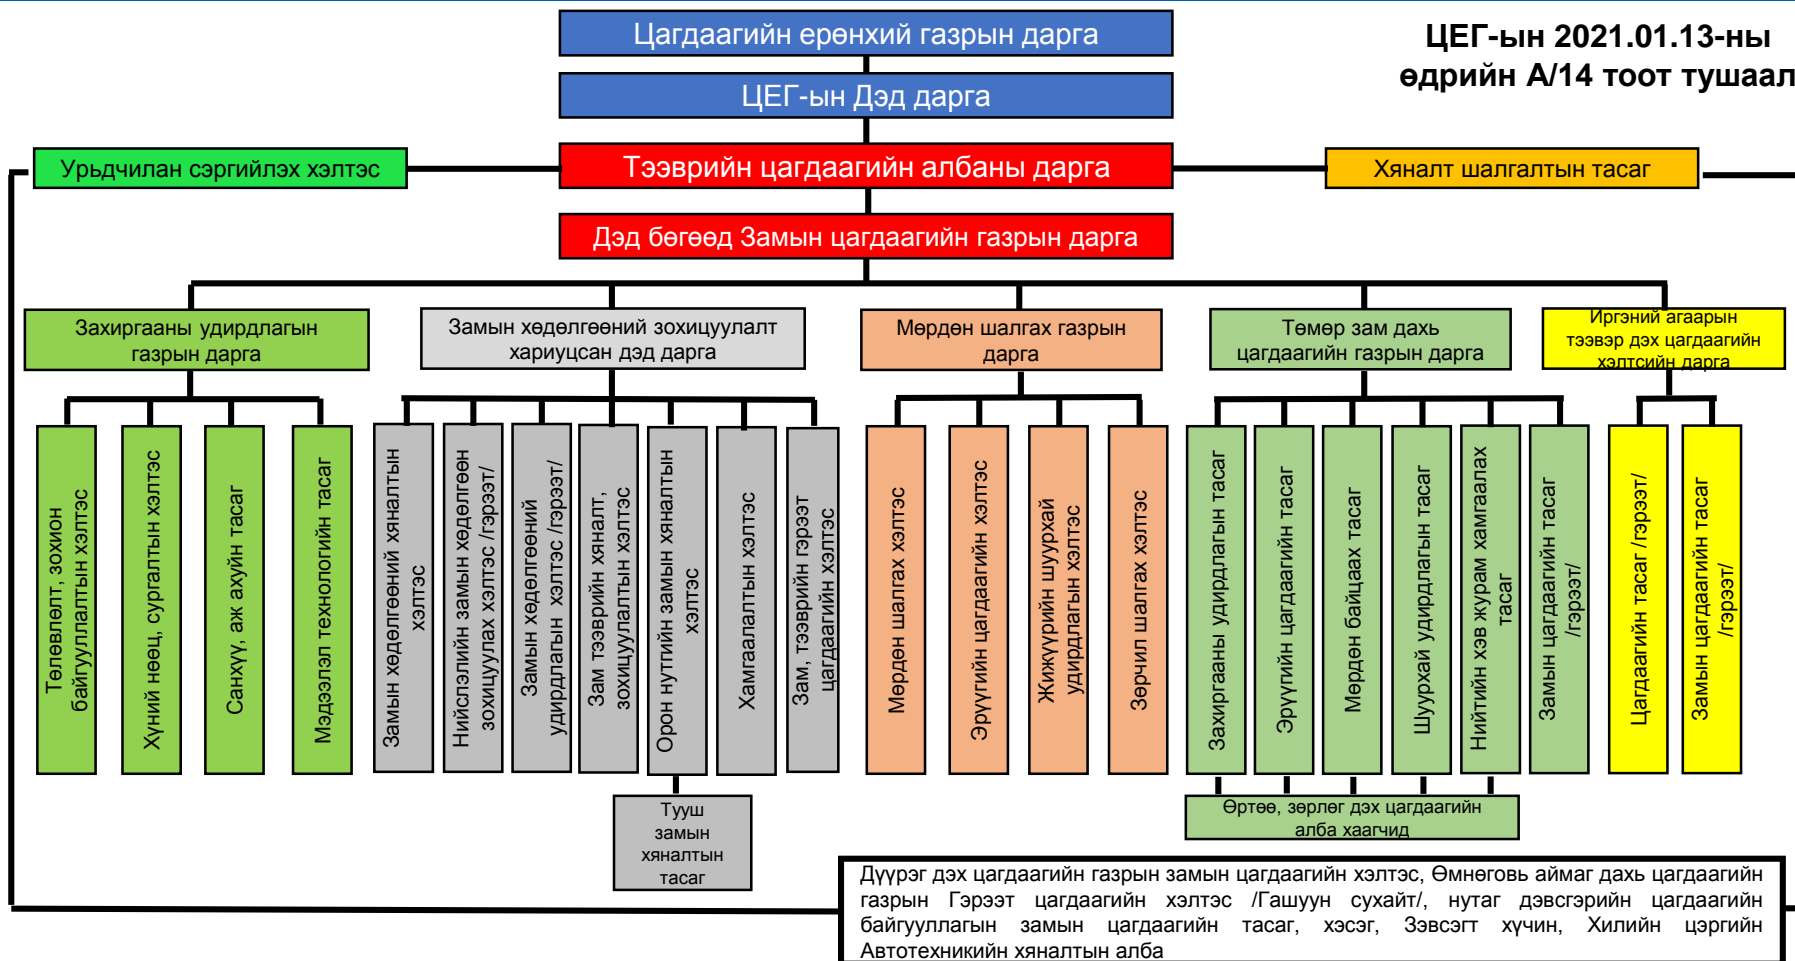 Цагдаагийн ерөнхий газрын дарга
ЦЕГ-ын 2021.01.13-ны
өдрийн А/14 тоот тушаал
ЦЕГ-ын Дэд дарга
Урьдчилан сэргийлэх хэлтэс
Тээврийн цагдаагийн албаны дарга
Хяналт шалгалтын тасаг
Дэд бөгөөд Замын цагдаагийн газрын дарга
Захиргааны удирдлагын
газрын дарга
Замын хөдөлгөөний зохицуулалт
хариуцсан дэд дарга
Мөрдөн шалгах газрын
дарга
Төмөр зам дахь
цагдаагийн газрын дарга
Иргэний агаарын
тээвэр дэх цагдаагийн
хэлтсийн дарга
Төлөвлөлт, зохион
байгууллалтын хэлтэс
Хүний нөөц, сургалтын хэлтэс
Санхүү, аж ахуйн тасаг
Мэдээлэл технологийн тасаг
Замын хөдөлгөөний хяналтын
хэлтэс
Нийслэлийн замын хөдөлгөөн
зохицуулах хэлтэс /гэрээт/
Замын хөдөлгөөний
удирдлагын хэлтэс /гэрээт/
Зам тээврийн хяналт,
зохицуулалтын хэлтэс
Орон нутгийн замын хяналтын
хэлтэс
Хамгаалалтын хэлтэс
Зам, тээврийн гэрээт
цагдаагийн хэлтэс
Мөрдөн шалгах хэлтэс
Эрүүгийн цагдаагийн хэлтэс
Жижүүрийн шуурхай
удирдлагын хэлтэс
Зөрчил шалгах хэлтэс
Захиргааны удирдлагын тасаг
Эрүүгийн цагдаагийн тасаг
Мөрдөн байцаах тасаг
Шуурхай удирдлагын тасаг
Нийтийн хэв журам хамгаалах
тасаг
Замын цагдаагийн тасаг
/гэрээт/
Цагдаагийн тасаг /гэрээт/
Замын цагдаагийн тасаг
/гэрээт/
Тууш
замын
хяналтын
тасаг
Өртөө, зөрлөг дэх цагдаагийн
алба хаагчид
Дүүрэг дэх цагдаагийн газрын замын цагдаагийн хэлтэс, Өмнөговь аймаг дахь цагдаагийн
газрын Гэрээт цагдаагийн хэлтэс /Гашуун сухайт/, нутаг дэвсгэрийн цагдаагийн
байгууллагын замын цагдаагийн тасаг, хэсэг, Зэвсэгт хүчин, Хилийн цэргийн
Автотехникийн хяналтын алба